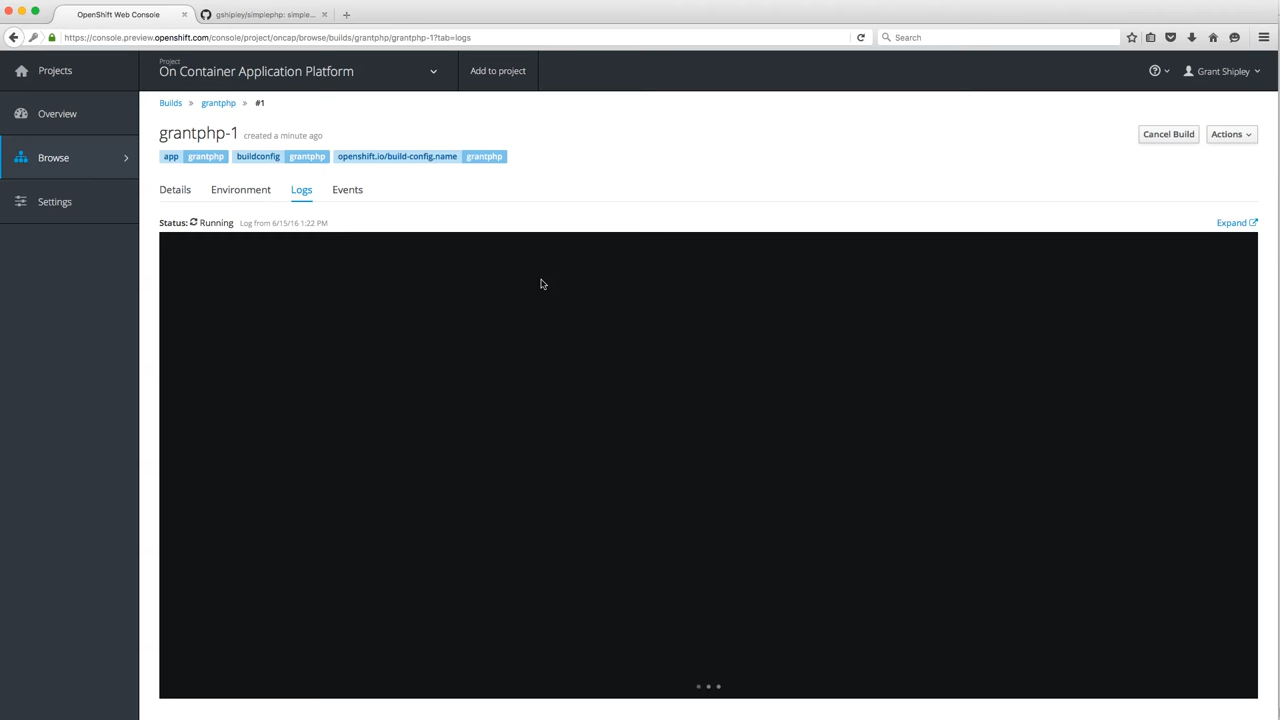 OpenShift Web Console
gshipley/simplephp: simple...
https://console.preview.openshift.com/console/project/oncap/browse/builds/grantphp/grantphp-1?tab=logs
Search
Projects
Project
On Container Application Platform
Add to project
Grant Shipley
Overview
Browse
Settings
Builds » grantphp » #1
grantphp-1 created a minute ago
Cancel Build
Actions
app grantphp buildconfig grantphp openshift.io/build-config.name grantphp
Details Environment Logs Events
Status: Running Log from 6/15/16 1:22 PM
Expand